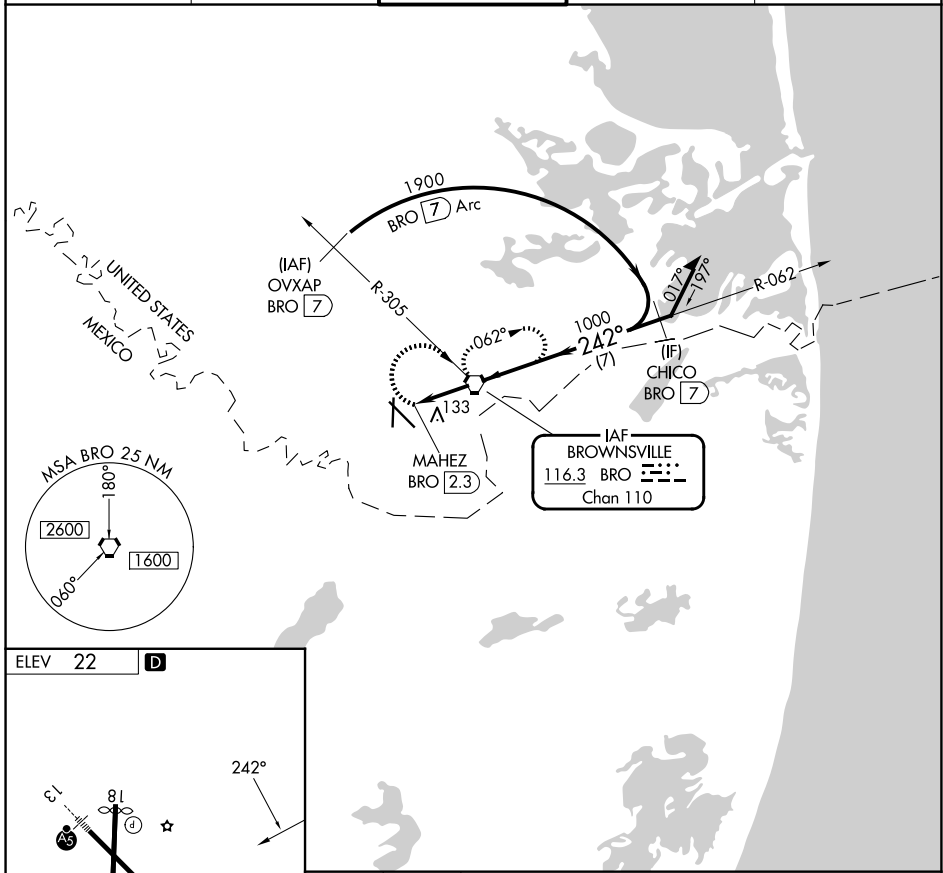 1900
BRO 7 Arc
(IAF)
OVXAP
BRO 7
R-305
UNITED STATES
MEXICO
017°
197°
R-062
1000
062°
242°
(7)
(IF)
CHICO
BRO 7
133
MAHEZ
BRO 2.3
IAF
BROWNSVILLE
116.3 BRO
Chan 110
MSA BRO 25 NM
180°
2600
1600
060°
ELEV 22 D
242°
13
18
P
A5